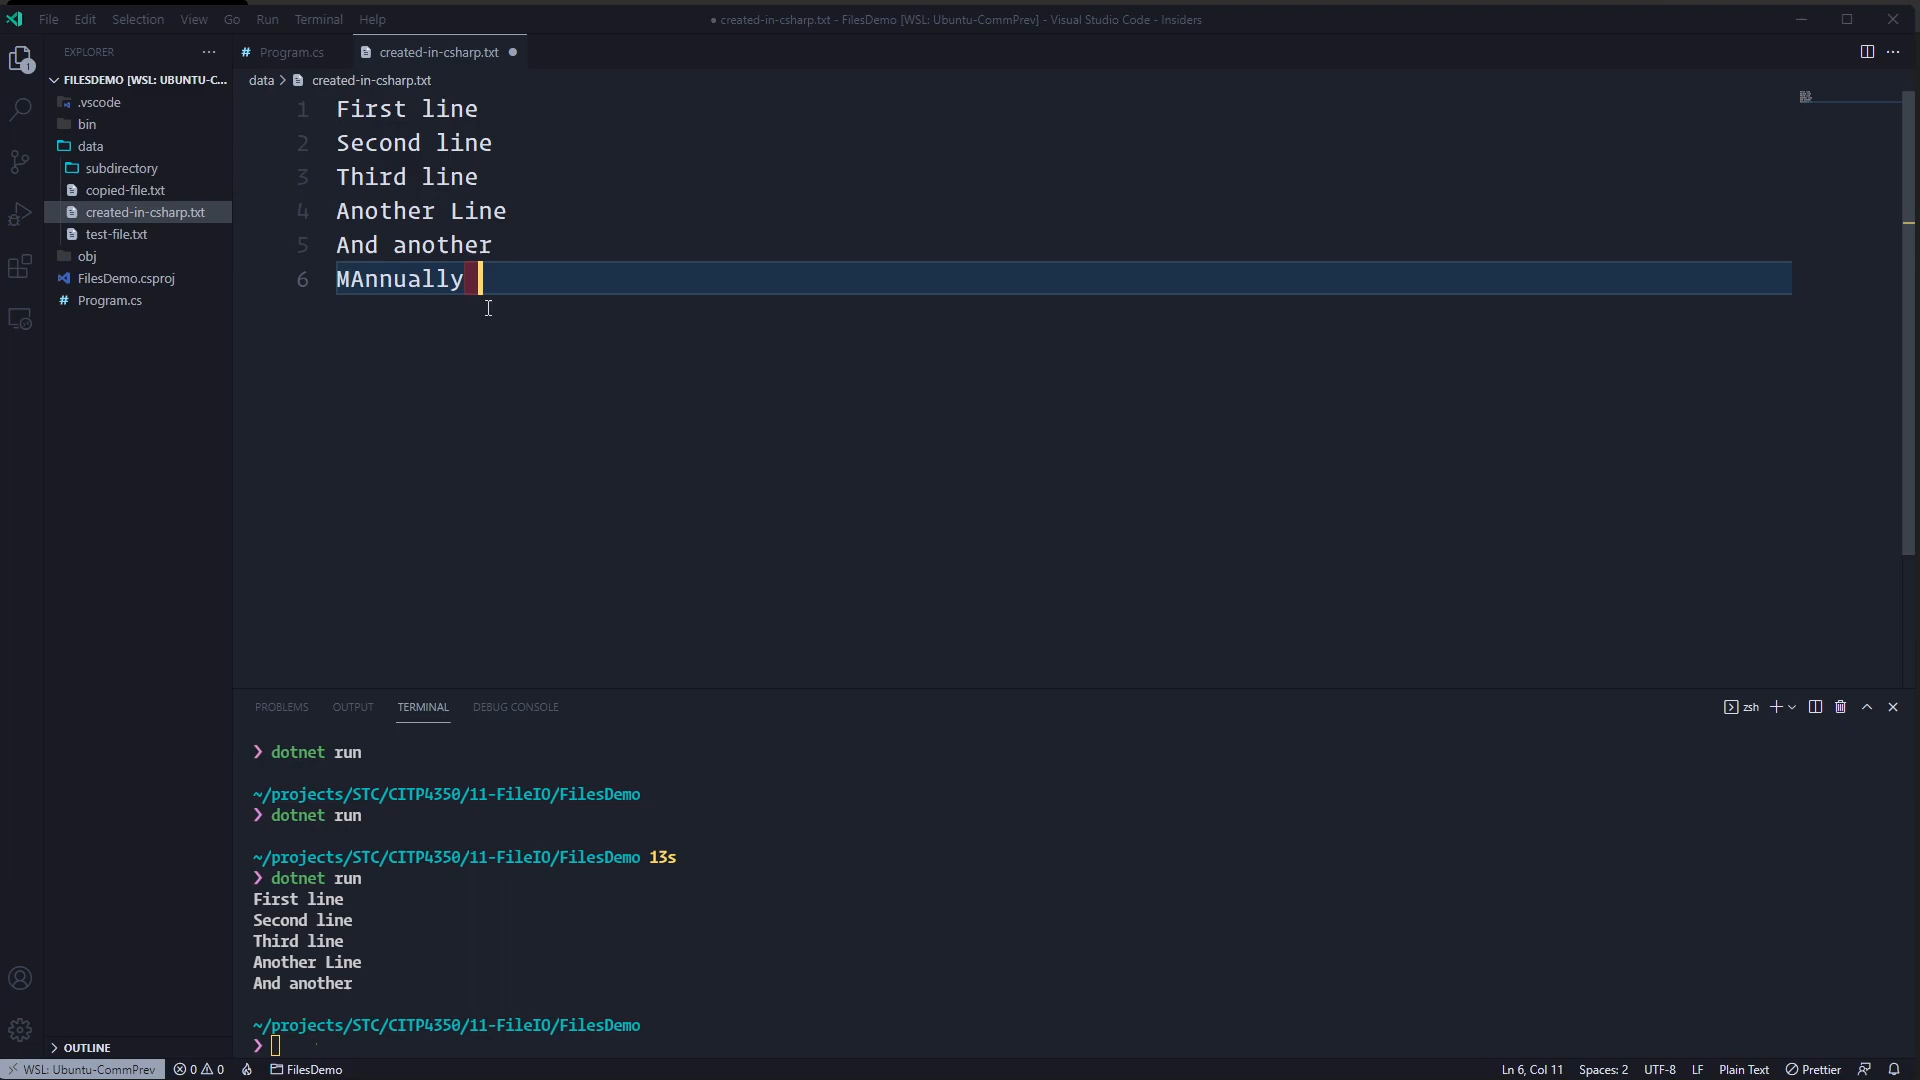 File Edit Selection View Go Run Terminal Help
● created-in-csharp.txt - FilesDemo [WSL: Ubuntu-CommPrev] - Visual Studio Code - Insiders
EXPLORER
# Program.cs
created-in-csharp.txt ●
1
FILESDEMO [WSL: UBUNTU-C...
data > created-in-csharp.txt
.vscode
bin
data
subdirectory
copied-file.txt
created-in-csharp.txt
test-file.txt
obj
FilesDemo.csproj
# Program.cs
1 First line
2 Second line
3 Third line
4 Another Line
5 And another
6 MAnnually
PROBLEMS OUTPUT TERMINAL DEBUG CONSOLE
zsh
❯ dotnet run
~/projects/STC/CITP4350/11-FileIO/FilesDemo
❯ dotnet run
~/projects/STC/CITP4350/11-FileIO/FilesDemo 13s
❯ dotnet run
First line
Second line
Third line
Another Line
And another
~/projects/STC/CITP4350/11-FileIO/FilesDemo
❯
OUTLINE
WSL: Ubuntu-CommPrev 0 0 FilesDemo
Ln 6, Col 11 Spaces: 2 UTF-8 LF Plain Text Prettier